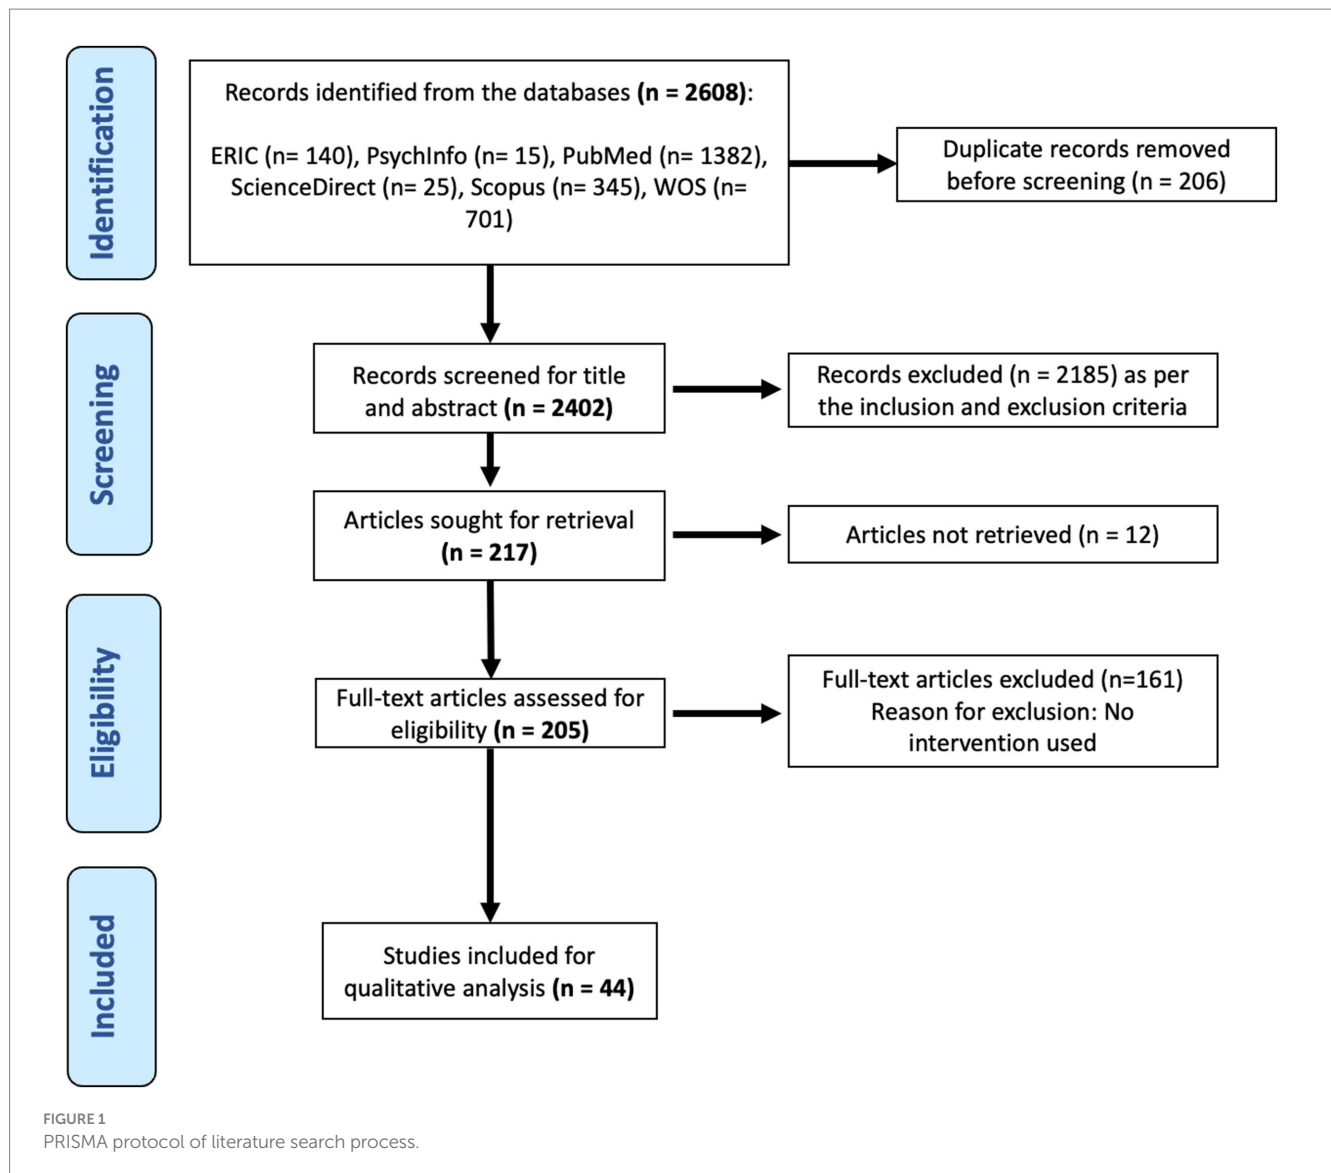 Identification
Records identified from the databases (n = 2608):
ERIC (n= 140), PsychInfo (n= 15), PubMed (n= 1382),
ScienceDirect (n= 25), Scopus (n= 345), WOS (n=
701)
Duplicate records removed
before screening (n = 206)
Screening
Records screened for title
and abstract (n = 2402)
Records excluded (n = 2185) as per
the inclusion and exclusion criteria
Articles sought for retrieval
(n = 217)
Articles not retrieved (n = 12)
Eligibility
Full-text articles assessed for
eligibility (n = 205)
Full-text articles excluded (n=161)
Reason for exclusion: No
intervention used
Included
Studies included for
qualitative analysis (n = 44)
FIGURE 1
PRISMA protocol of literature search process.